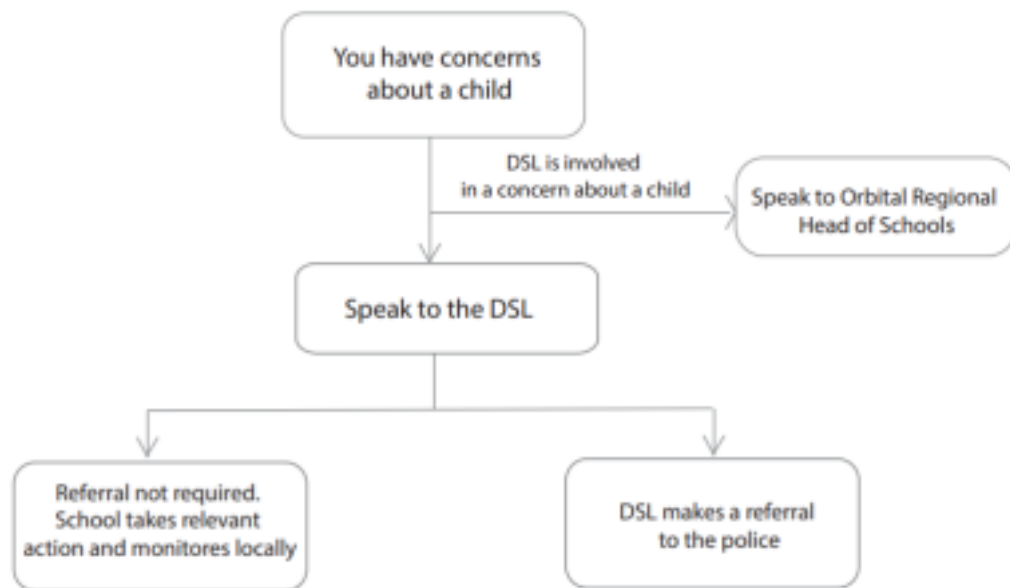 You have concerns
about a child
DSL is involved
in a concern about a child
Speak to Orbital Regional
Head of Schools
Speak to the DSL
Referral not required.
School takes relevant
action and monitores locally
DSL makes a referral
to the police